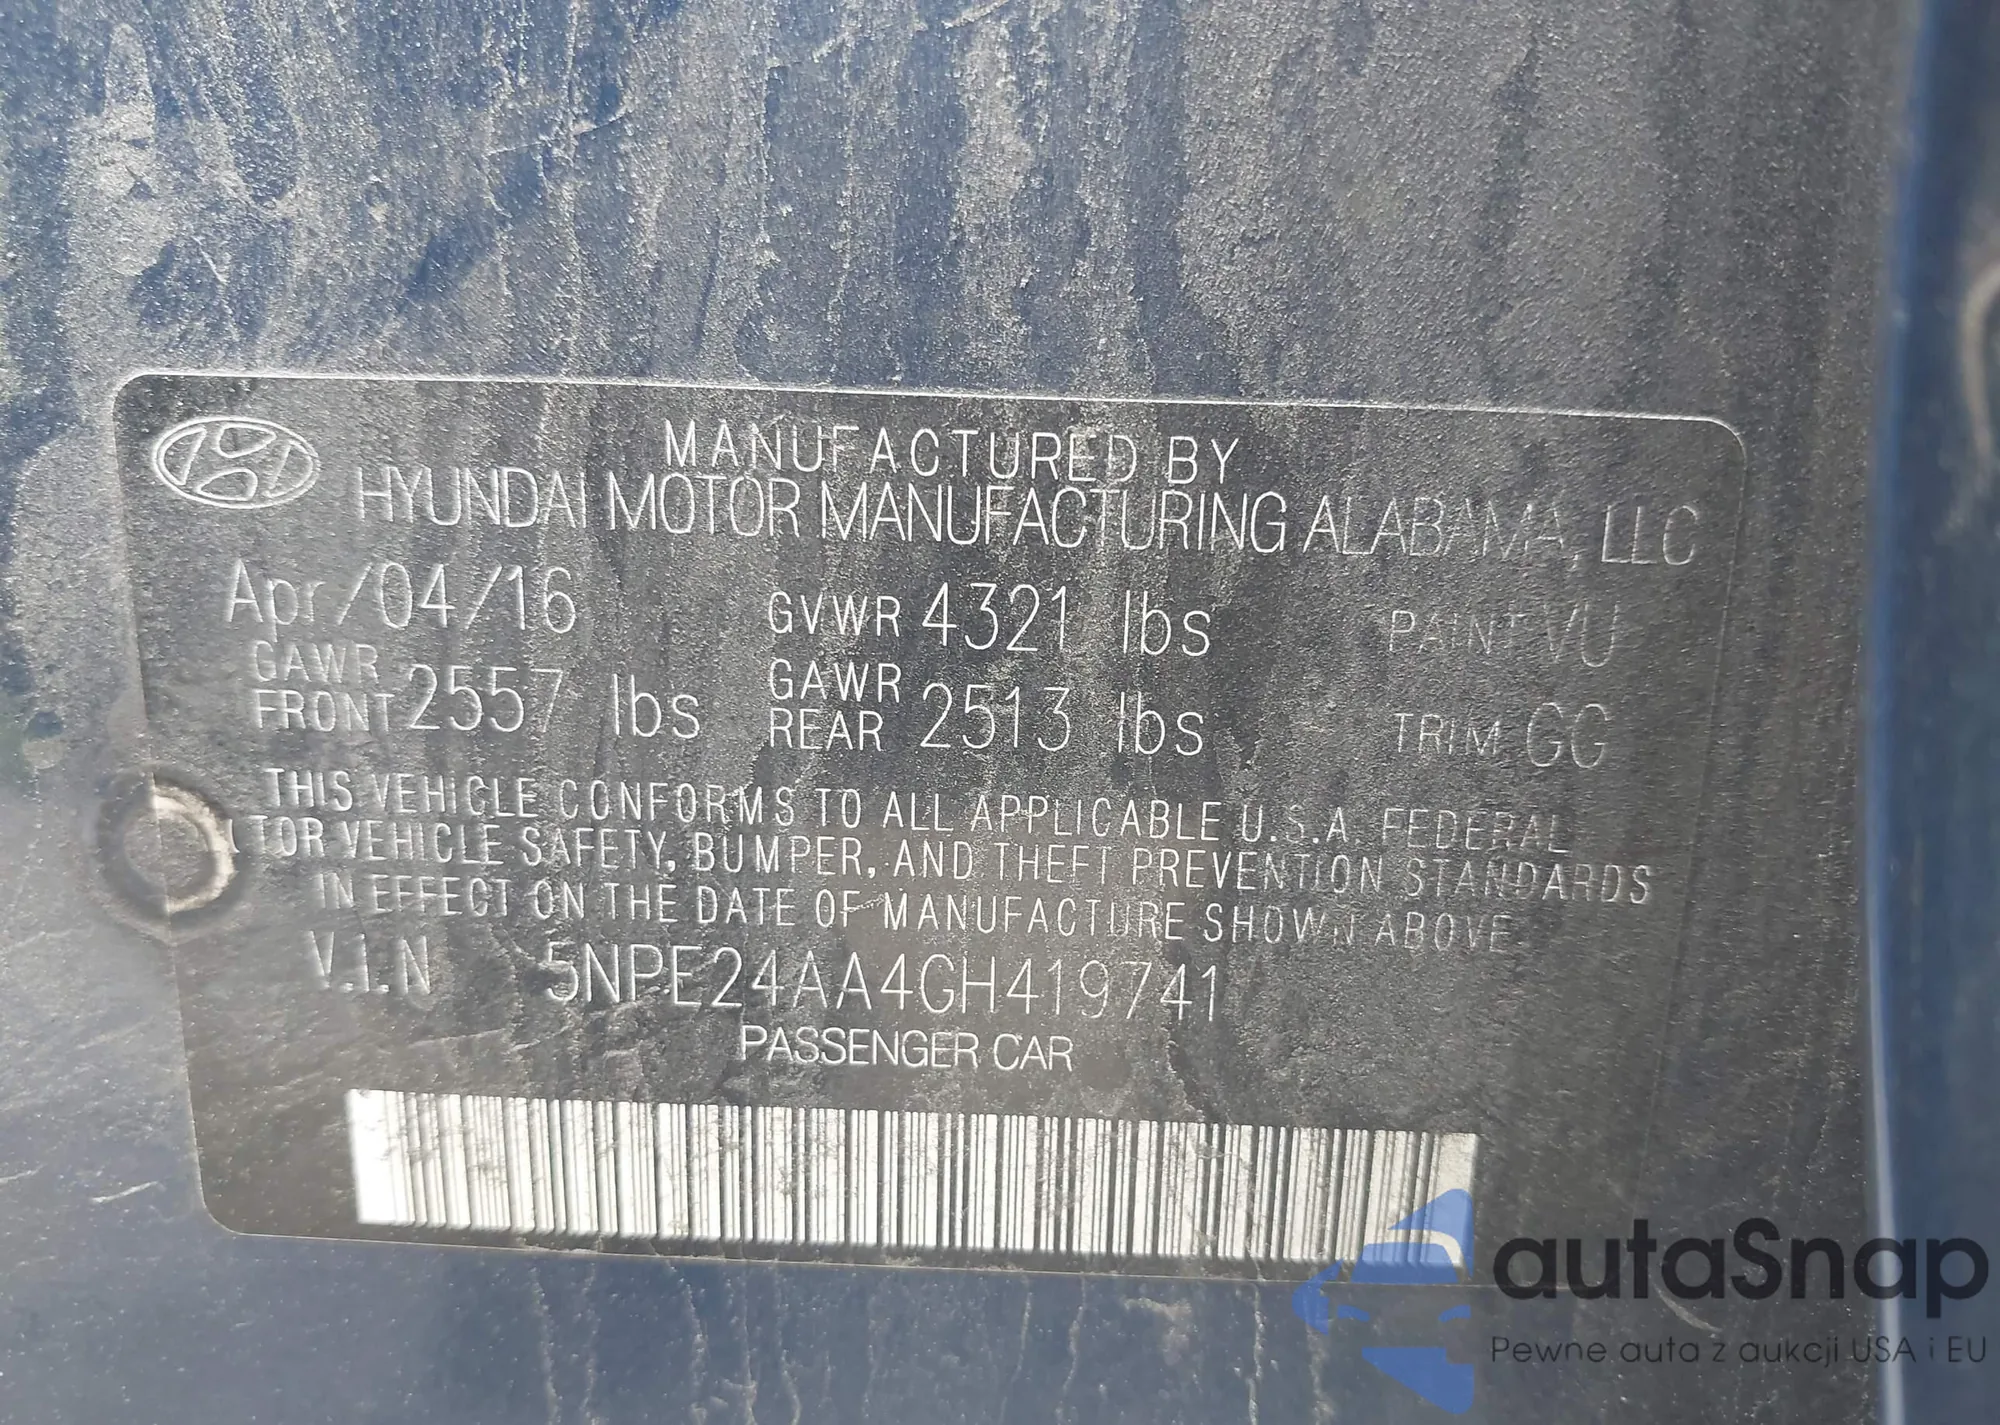 MANUFACTURED BY
HYUNDAI MOTOR MANUFACTURING ALABAMA, LLC
Apr/04/16 GVWR 4321 lbs PAINT VU
GAWR FRONT 2557 lbs GAWR REAR 2513 lbs TRIM GG
THIS VEHICLE CONFORMS TO ALL APPLICABLE U.S.A. FEDERAL
TOR VEHICLE SAFETY, BUMPER, AND THEFT PREVENTION STANDARDS
IN EFFECT ON THE DATE OF MANUFACTURE SHOWN ABOVE.
V.I.N 5NPE24AA4GH419741
PASSENGER CAR
autaSnap
Pewne auta z aukcji USA i EU